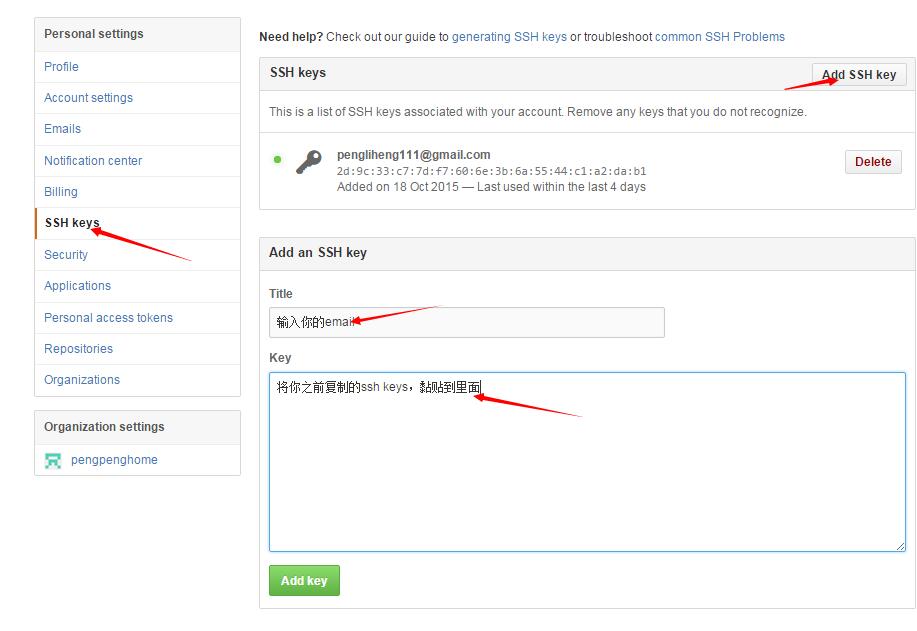 Personal settings
Profile
Account settings
Emails
Notification center
Billing
SSH keys
Security
Applications
Personal access tokens
Repositories
Organizations
Organization settings
pengpenghome
Need help? Check out our guide to generating SSH keys or troubleshoot common SSH Problems
SSH keys
Add SSH key
This is a list of SSH keys associated with your account. Remove any keys that you do not recognize.
pengliheng111@gmail.com
2d:9c:33:c7:7d:f7:60:6e:3b:6a:55:44:c1:a2:da:b1
Added on 18 Oct 2015 — Last used within the last 4 days
Delete
Add an SSH key
Title
输入你的email
Key
将你之前复制的ssh keys，黏贴到里面
Add key